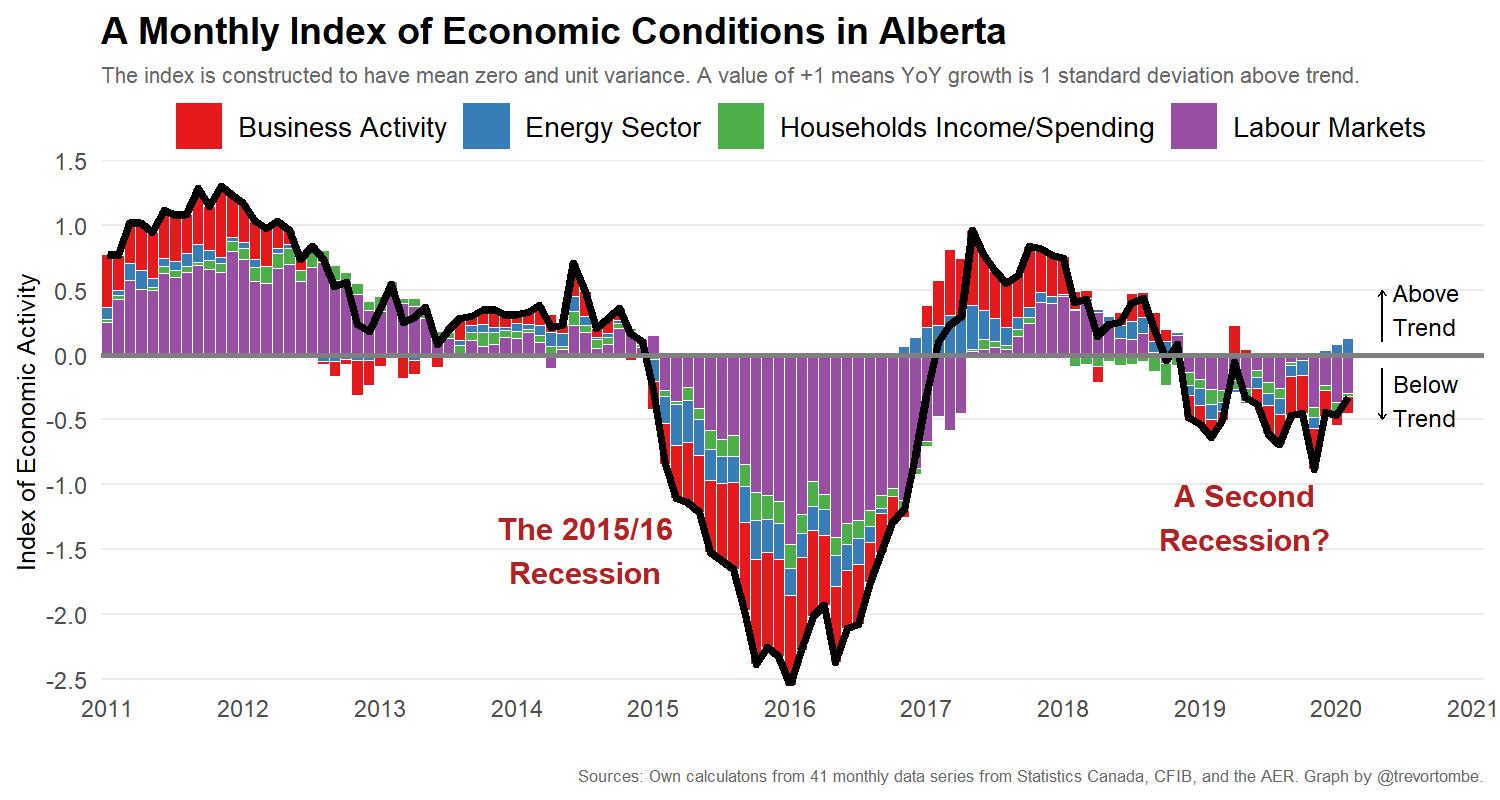 A Monthly Index of Economic Conditions in Alberta
The index is constructed to have mean zero and unit variance. A value of +1 means YoY growth is 1 standard deviation above trend.
Business Activity
Energy Sector
Households Income/Spending
Labour Markets
Index of Economic Activity
1.5
1.0
0.5
0.0
-0.5
-1.0
-1.5
-2.0
-2.5
Above
Trend
Below
Trend
The 2015/16
Recession
A Second
Recession?
2011
2012
2013
2014
2015
2016
2017
2018
2019
2020
2021
Sources: Own calculatons from 41 monthly data series from Statistics Canada, CFIB, and the AER. Graph by @trevortombe.